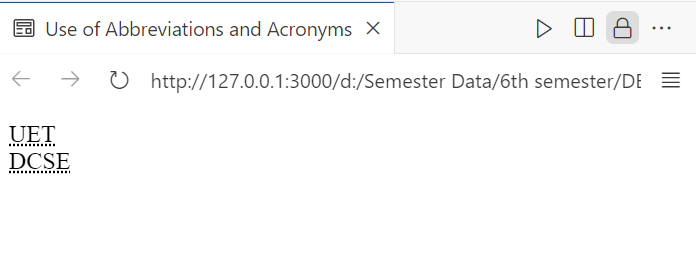 Use of Abbreviations and Acronyms
http://127.0.0.1:3000/d:/Semester Data/6th semester/DE
UET
DCSE